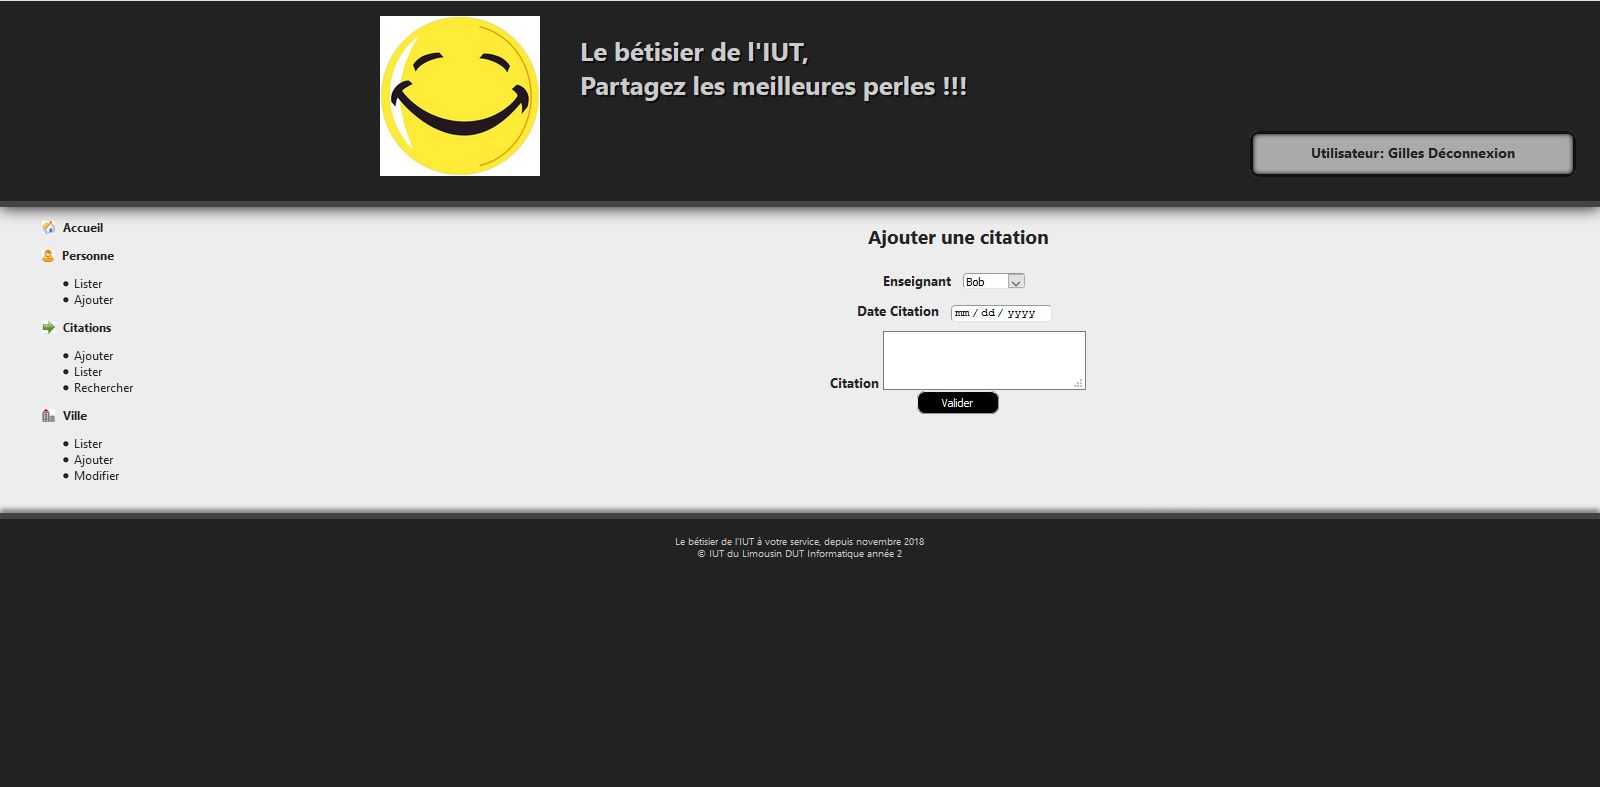 Le bétisier de l'IUT,
Partagez les meilleures perles !!!
Utilisateur: Gilles Déconnexion
Accueil
Personne
Lister
Ajouter
Citations
Ajouter
Lister
Rechercher
Ville
Lister
Ajouter
Modifier
Ajouter une citation
Enseignant Bob
Date Citation mm / dd / yyyy
Citation
Valider
Le bétisier de l'IUT à votre service, depuis novembre 2018
© IUT du Limousin DUT Informatique année 2